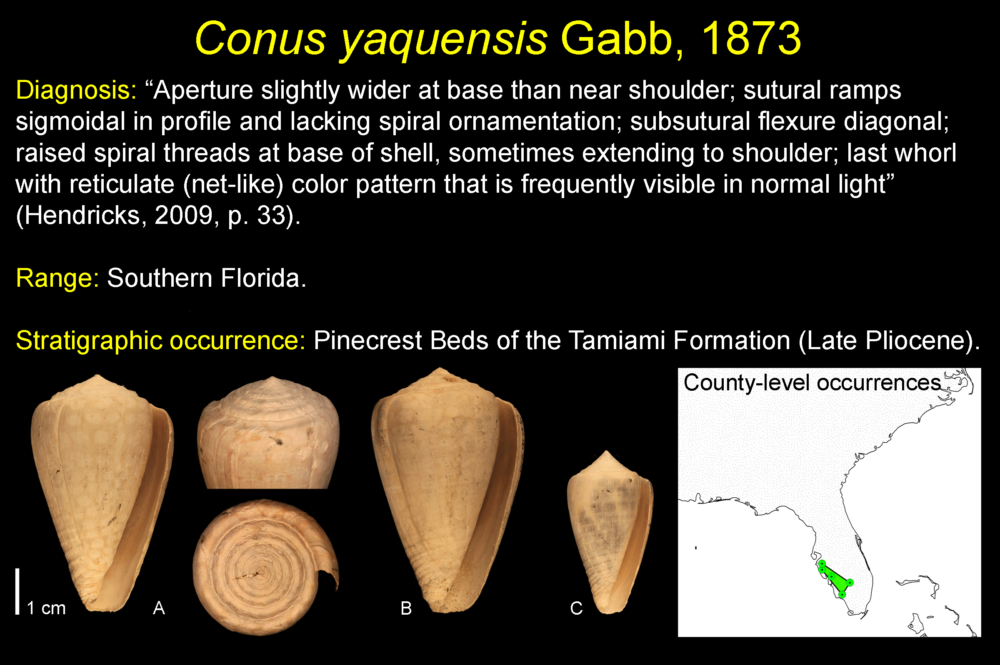 Conus yaquensis Gabb, 1873
Diagnosis: “Aperture slightly wider at base than near shoulder; sutural ramps
sigmoidal in profile and lacking spiral ornamentation; subsutural flexure diagonal;
raised spiral threads at base of shell, sometimes extending to shoulder; last whorl
with reticulate (net-like) color pattern that is frequently visible in normal light”
(Hendricks, 2009, p. 33).
Range: Southern Florida.
Stratigraphic occurrence: Pinecrest Beds of the Tamiami Formation (Late Pliocene).
County-level occurrences
1 cm
A
B
C